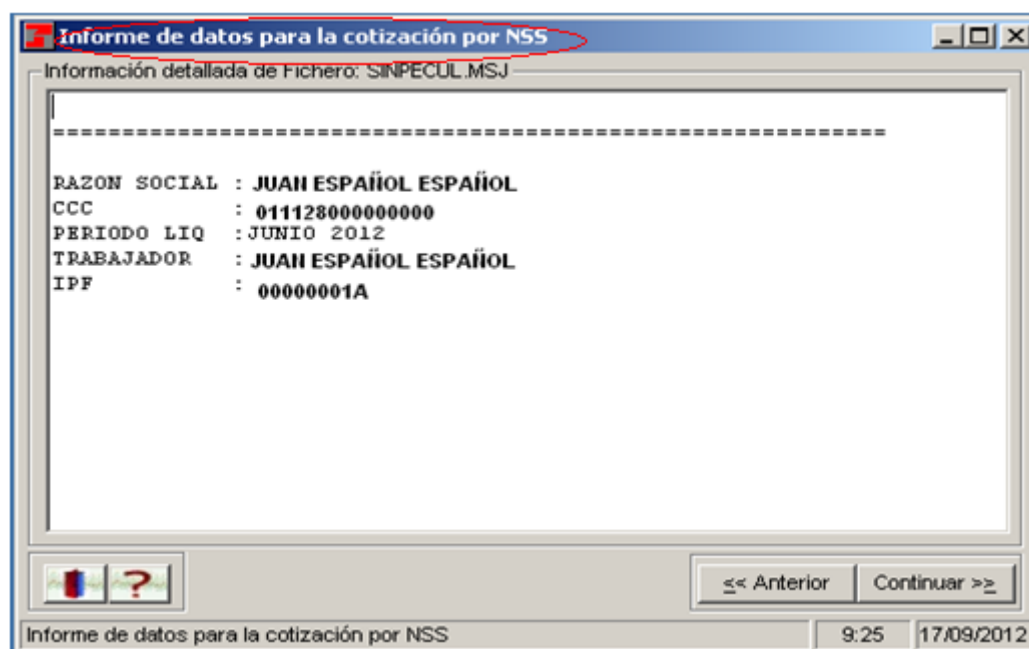 Informe de datos para la cotización por NSS
Información detallada de Fichero: SINPECUL.MSJ
============================================================
RAZON SOCIAL : JUAN ESPAÑOL ESPAÑOL
CCC : 011128000000000
PERIODO LIQ :JUNIO 2012
TRABAJADOR : JUAN ESPAÑOL ESPAÑOL
IPF : 00000001A
<< Anterior Continuar >>
Informe de datos para la cotización por NSS 9:25 17/09/2012